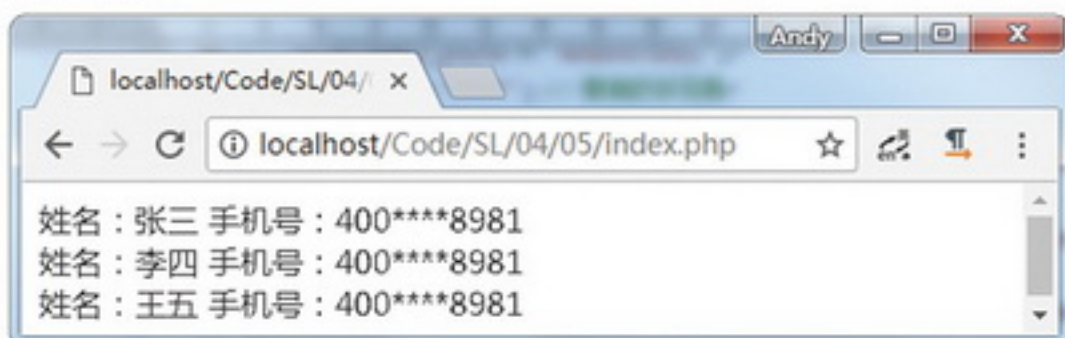 Andy
localhost/Code/SL/04/
localhost/Code/SL/04/05/index.php
姓名：张三 手机号：400****8981
姓名：李四 手机号：400****8981
姓名：王五 手机号：400****8981